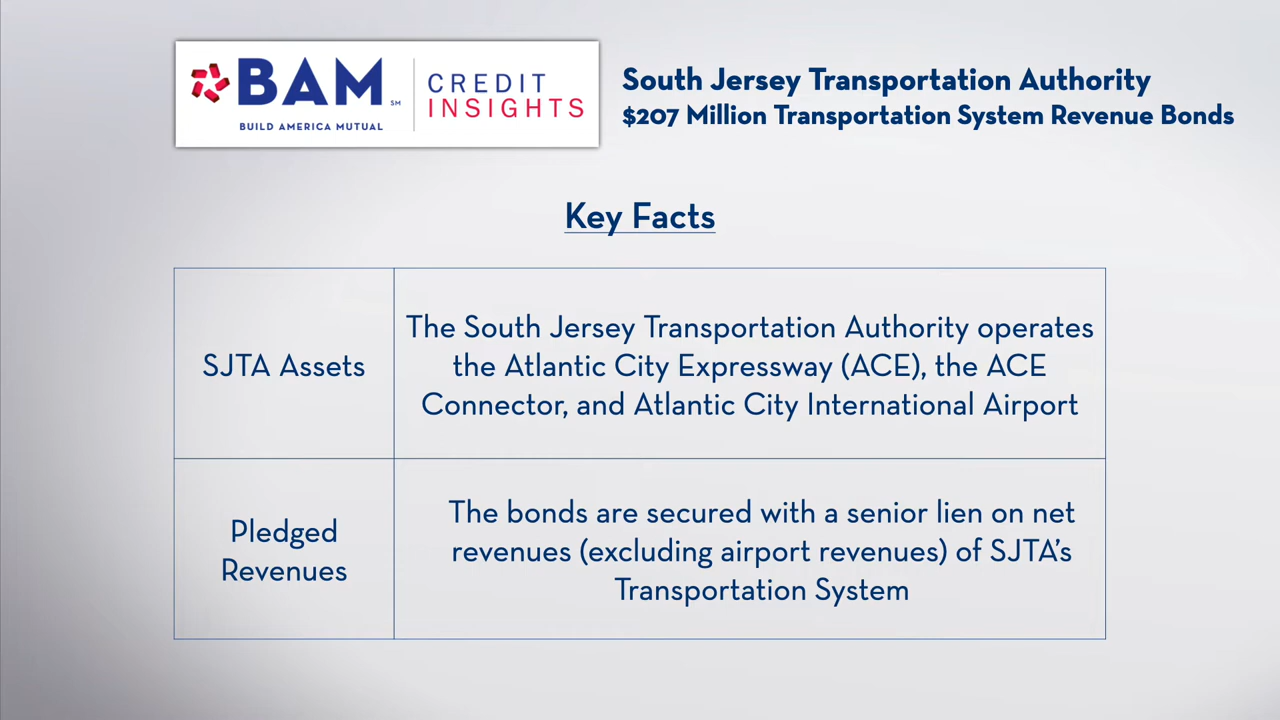 BAM
SM
BUILD AMERICA MUTUAL
CREDIT
INSIGHTS
South Jersey Transportation Authority
$207 Million Transportation System Revenue Bonds
Key Facts
SJTA Assets
The South Jersey Transportation Authority operates
the Atlantic City Expressway (ACE), the ACE
Connector, and Atlantic City International Airport
Pledged
Revenues
The bonds are secured with a senior lien on net
revenues (excluding airport revenues) of SJTA’s
Transportation System